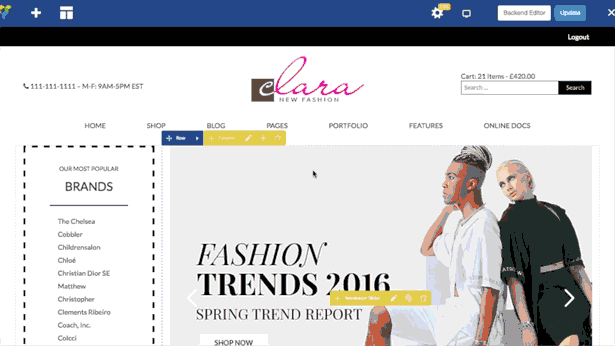 Backend Editor
Update
Logout
111-111-1111 - M-F: 9AM-5PM EST
clara
NEW FASHION
Cart: 21 Items - £420.00
Search ...
Search
HOME
SHOP
BLOG
PAGES
PORTFOLIO
FEATURES
ONLINE DOCS
Row
OUR MOST POPULAR
BRANDS
The Chelsea
Cobbler
Childrensalon
Chloé
Christian Dior SE
Matthew
Christopher
Clements Ribeiro
Coach, Inc.
Colcci
FASHION
TRENDS 2016
SPRING TREND REPORT
SHOP NOW